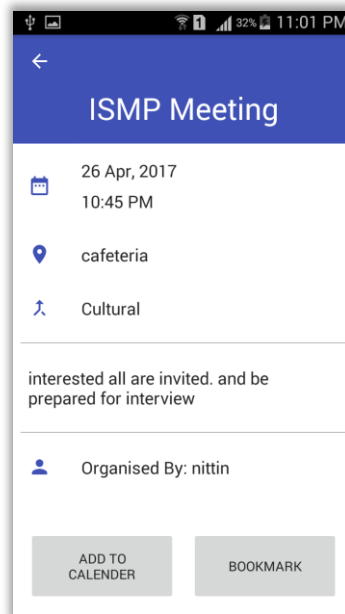 1 32% 11:01 PM
ISMP Meeting
26 Apr, 2017
10:45 PM
cafeteria
Cultural
interested all are invited. and be
prepared for interview
Organised By: nittin
ADD TO
CALENDER
BOOKMARK